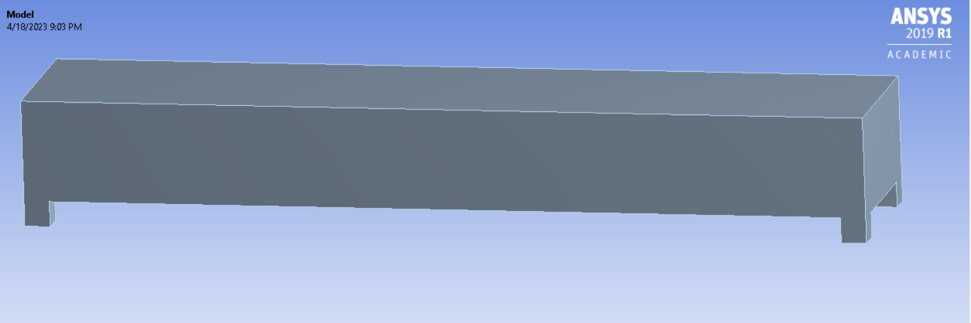 Model
4/18/2023 9:03 PM
ANSYS
2019 R1
ACADEMIC